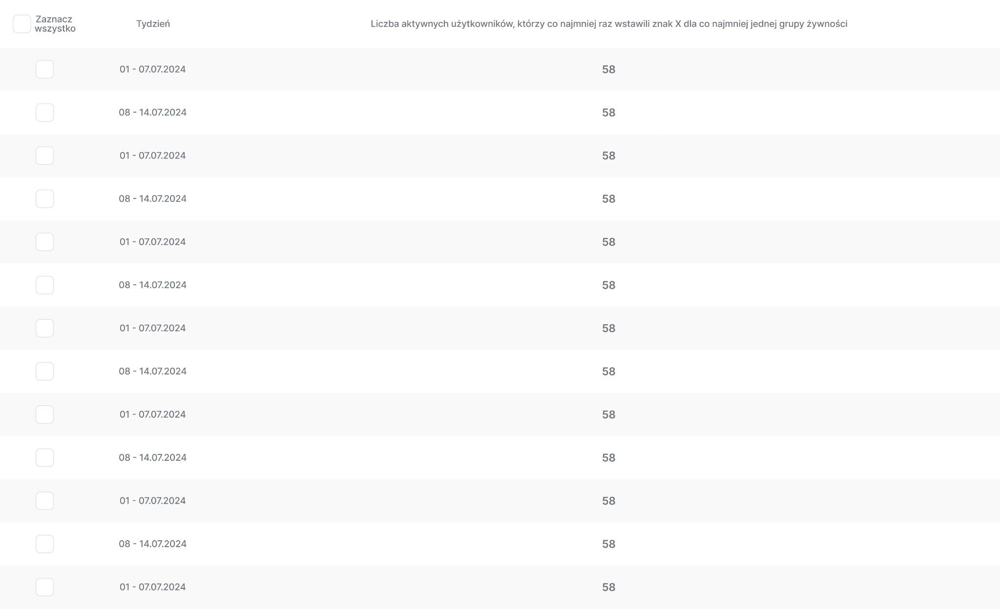 Zaznacz
wszystko
Tydzień
Liczba aktywnych użytkowników, którzy co najmniej raz wstawili znak X dla co najmniej jednej grupy żywności
01 - 07.07.2024 58
08 - 14.07.2024 58
01 - 07.07.2024 58
08 - 14.07.2024 58
01 - 07.07.2024 58
08 - 14.07.2024 58
01 - 07.07.2024 58
08 - 14.07.2024 58
01 - 07.07.2024 58
08 - 14.07.2024 58
01 - 07.07.2024 58
08 - 14.07.2024 58
01 - 07.07.2024 58